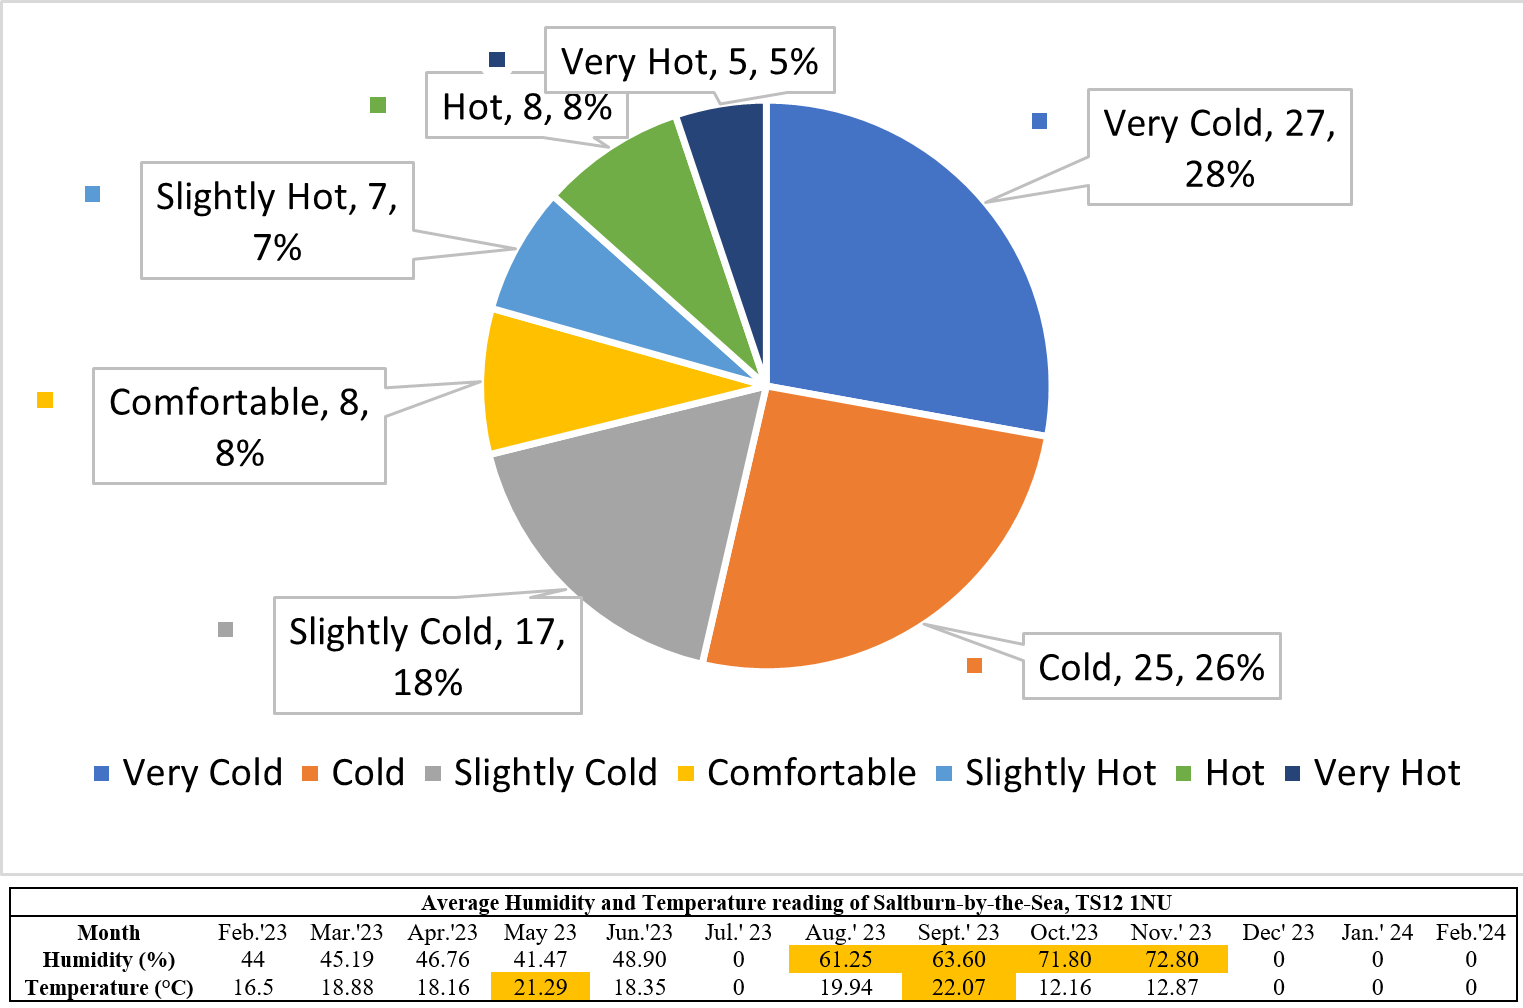 Very Hot, 5, 5%
Hot, 8, 8%
Very Cold, 27,
28%
Slightly Hot, 7,
7%
Comfortable, 8,
8%
Slightly Cold, 17,
18%
Cold, 25, 26%
Very Cold Cold Slightly Cold Comfortable Slightly Hot Hot Very Hot
Average Humidity and Temperature reading of Saltburn-by-the-Sea, TS12 1NU
Month Feb.'23 Mar.'23 Apr.'23 May 23 Jun.'23 Jul.' 23 Aug.' 23 Sept.' 23 Oct.'23 Nov.' 23 Dec' 23 Jan.' 24 Feb.'24
Humidity (%) 44 45.19 46.76 41.47 48.90 0 61.25 63.60 71.80 72.80 0 0 0
Temperature (°C) 16.5 18.88 18.16 21.29 18.35 0 19.94 22.07 12.16 12.87 0 0 0